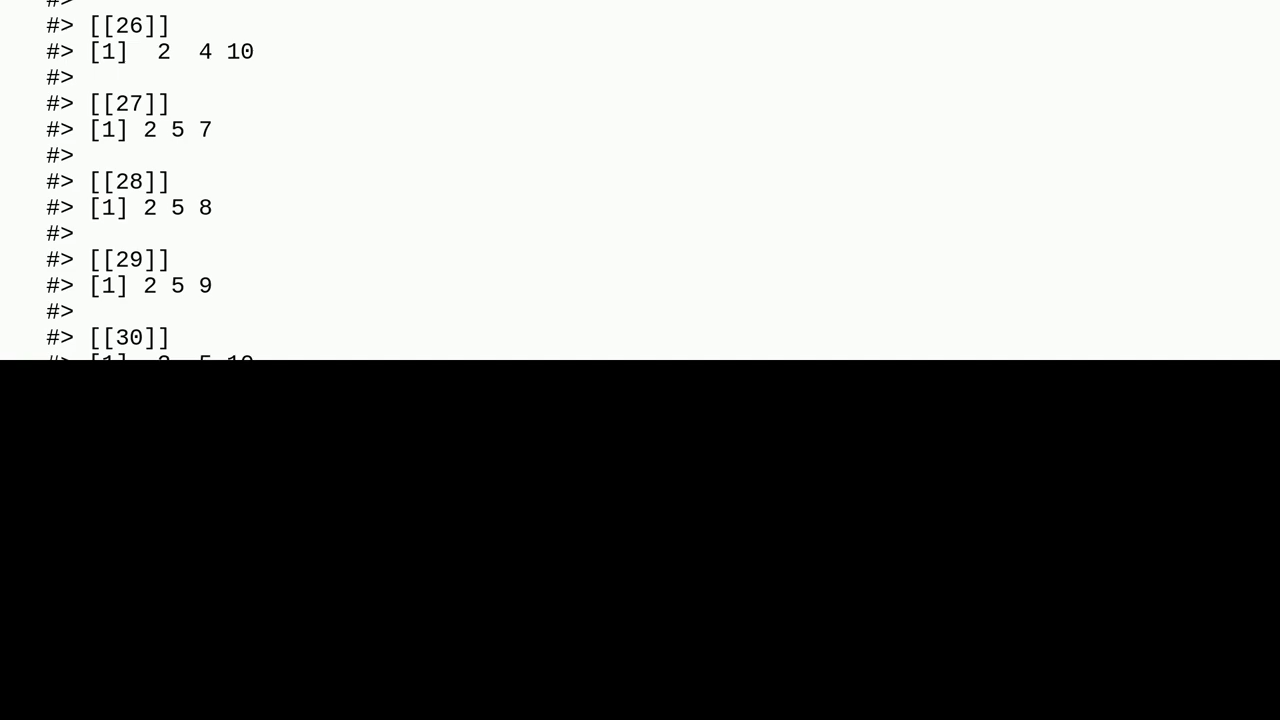 #>
#> [[26]]
#> [1]  2  4 10
#>
#> [[27]]
#> [1] 2 5 7
#>
#> [[28]]
#> [1] 2 5 8
#>
#> [[29]]
#> [1] 2 5 9
#>
#> [[30]]